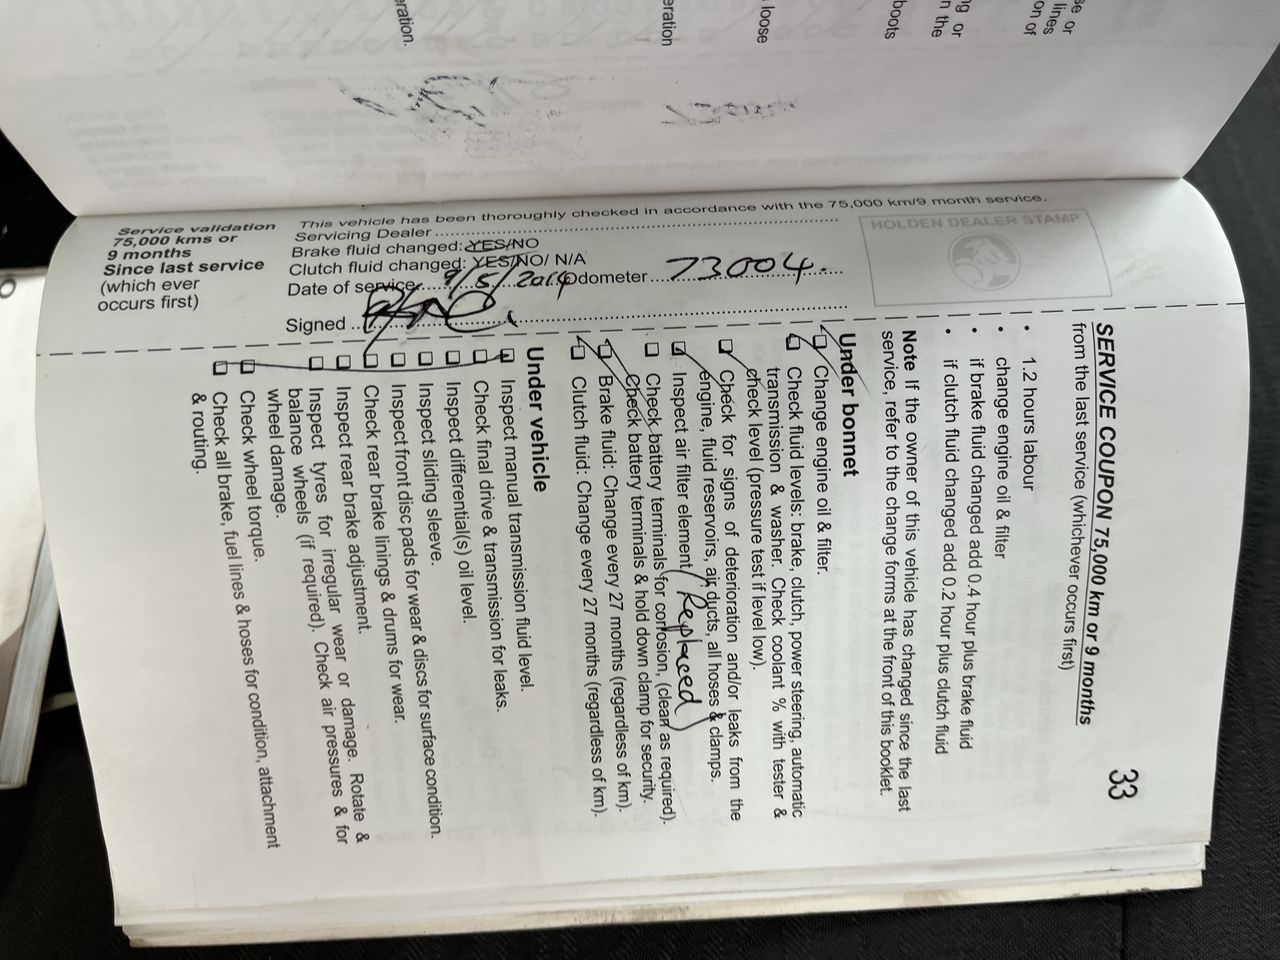 se or
lines
on of
ng or
n the
boots
loose
eration
eration.
Service validation
75,000 kms or
9 months
Since last service
(which ever
occurs first)
This vehicle has been thoroughly checked in accordance with the 75,000 km/9 month service.
Servicing Dealer
Brake fluid changed: YES/NO
Clutch fluid changed: YES/NO/ N/A
Date of service 9/5/2014 Odometer 73004.
Signed
HOLDEN DEALER STAMP
33
SERVICE COUPON 75,000 km or 9 months
from the last service (whichever occurs first)
• 1.2 hours labour
• change engine oil & filter
• if brake fluid changed add 0.4 hour plus brake fluid
• if clutch fluid changed add 0.2 hour plus clutch fluid
Note If the owner of this vehicle has changed since the last
service, refer to the change forms at the front of this booklet.
Under bonnet
Change engine oil & filter.
Check fluid levels: brake, clutch, power steering, automatic
transmission & washer. Check coolant % with tester &
check level (pressure test if level low).
Check for signs of deterioration and/or leaks from the
engine, fluid reservoirs, air ducts, all hoses & clamps.
Inspect air filter element (Replaced)
Check battery terminals for corrosion, (clean as required).
Check battery terminals & hold down clamp for security.
Brake fluid: Change every 27 months (regardless of km).
Clutch fluid: Change every 27 months (regardless of km).
Under vehicle
Inspect manual transmission fluid level.
Check final drive & transmission for leaks.
Inspect differential(s) oil level.
Inspect sliding sleeve.
Inspect front disc pads for wear & discs for surface condition.
Check rear brake linings & drums for wear.
Inspect rear brake adjustment.
Inspect tyres for irregular wear or damage. Rotate &
balance wheels (if required). Check air pressures & for
wheel damage.
Check wheel torque.
Check all brake, fuel lines & hoses for condition, attachment
& routing.